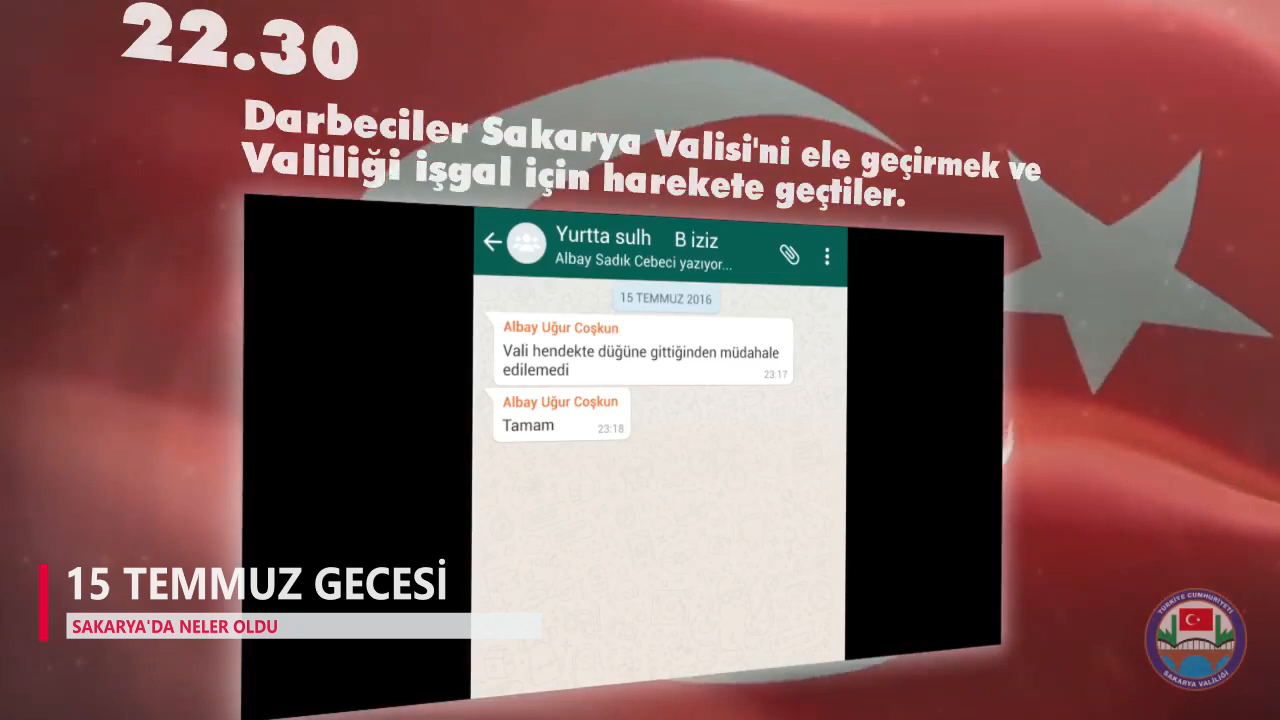 22.30
Darbeciler Sakarya Valisi'ni ele geçirmek ve
Valiliği işgal için harekete geçtiler.
Yurtta sulh B iziz
Albay Sadık Cebeci yazıyor...
15 TEMMUZ 2016
Albay Uğur Coşkun
Vali hendekte düğüne gittiğinden müdahale
edilemedi
23:17
Albay Uğur Coşkun
Tamam
23:18
15 TEMMUZ GECESİ
SAKARYA'DA NELER OLDU
TÜRKİYE CUMHURİYETİ
SAKARYA VALİLİĞİ